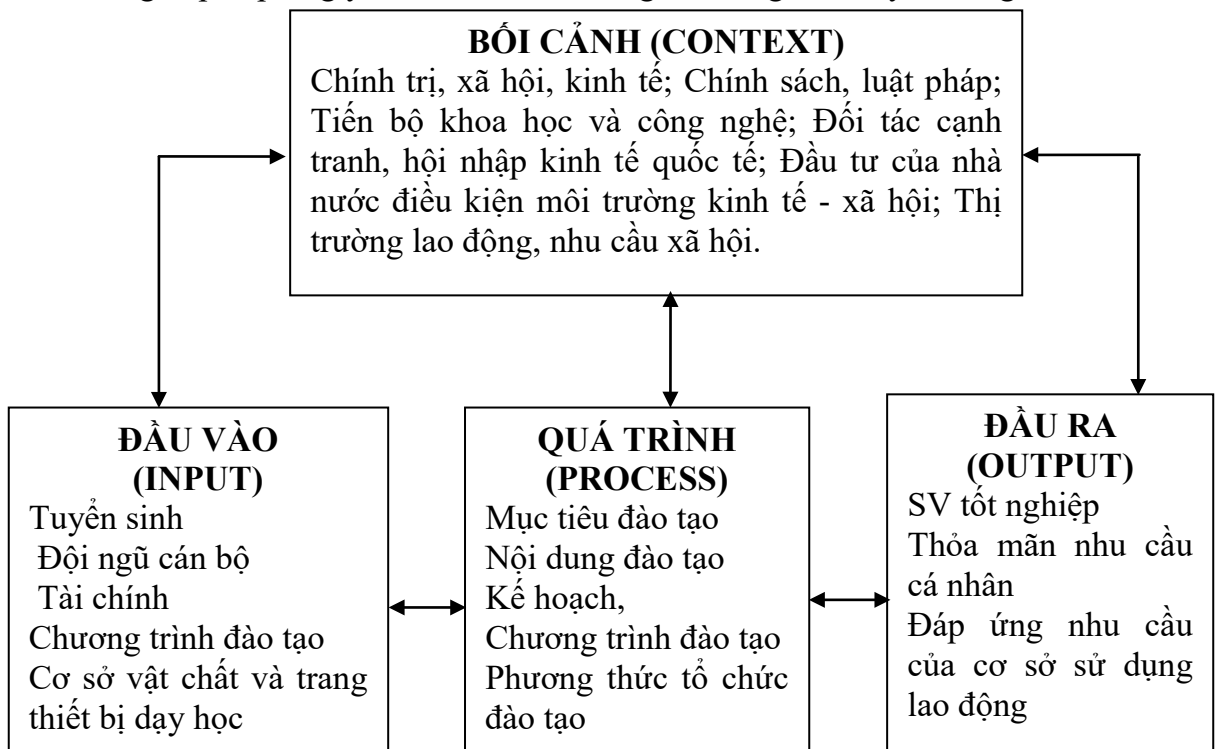 BỐI CẢNH (CONTEXT)
Chính trị, xã hội, kinh tế; Chính sách, luật pháp;
Tiến bộ khoa học và công nghệ; Đối tác cạnh
tranh, hội nhập kinh tế quốc tế; Đầu tư của nhà
nước điều kiện môi trường kinh tế - xã hội; Thị
trường lao động, nhu cầu xã hội.
ĐẦU VÀO
(INPUT)
Tuyển sinh
Đội ngũ cán bộ
Tài chính
Chương trình đào tạo
Cơ sở vật chất và trang
thiết bị dạy học
QUÁ TRÌNH
(PROCESS)
Mục tiêu đào tạo
Nội dung đào tạo
Kế hoạch,
Chương trình đào tạo
Phương thức tổ chức
đào tạo
ĐẦU RA
(OUTPUT)
SV tốt nghiệp
Thỏa mãn nhu cầu
cá nhân
Đáp ứng nhu cầu
của cơ sở sử dụng
lao động